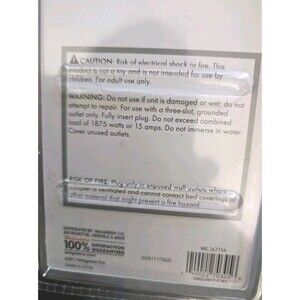 CAUTION: Risk of electrical shock or fire. This
product is not a toy and is not intended for use by
children. For adult use only.
WARNING: Do not use if unit is damaged or wet; do not
attempt to repair. For use with a three-slot, grounded
outlet only. Fully insert plug. Do not exceed combined
load of 1875 watts or 15 amps. Do not immerse in water.
Cover unused outlets.
RISK OF FIRE. Plug only in exposed wall outlets where
adapter is ventilated and cannot contact bed coverings or
other material that might present a fire hazard.
DISTRIBUTED BY: WALGREEN CO.
100% SATISFACTION
GUARANTEED